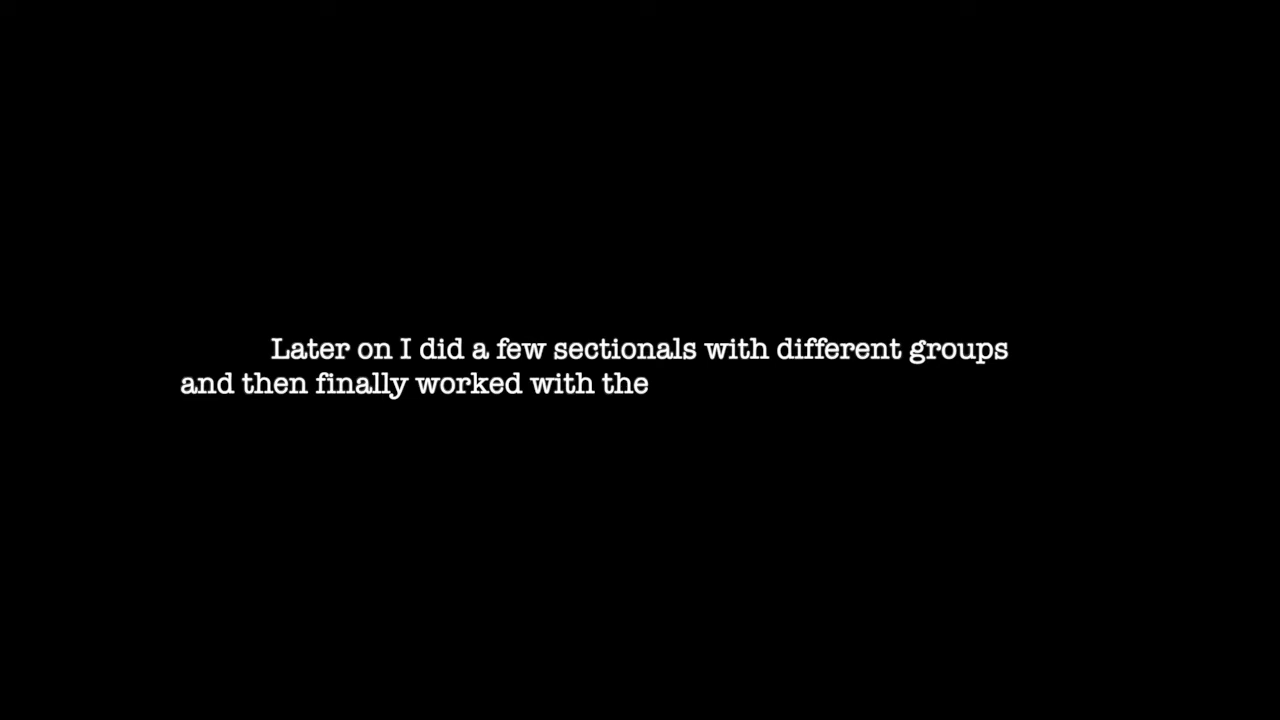 Later on I did a few sectionals with different groups
and then finally worked with the